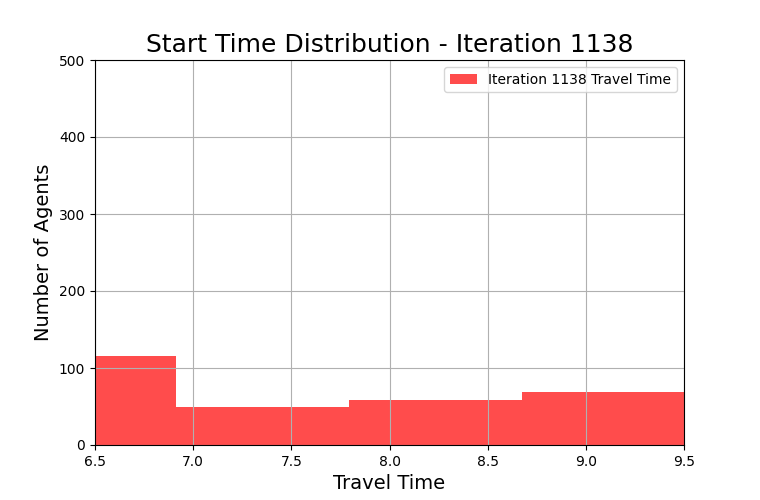 Start Time Distribution - Iteration 1138
Iteration 1138 Travel Time
Number of Agents
500
400
300
200
100
0
6.5 7.0 7.5 8.0 8.5 9.0 9.5
Travel Time